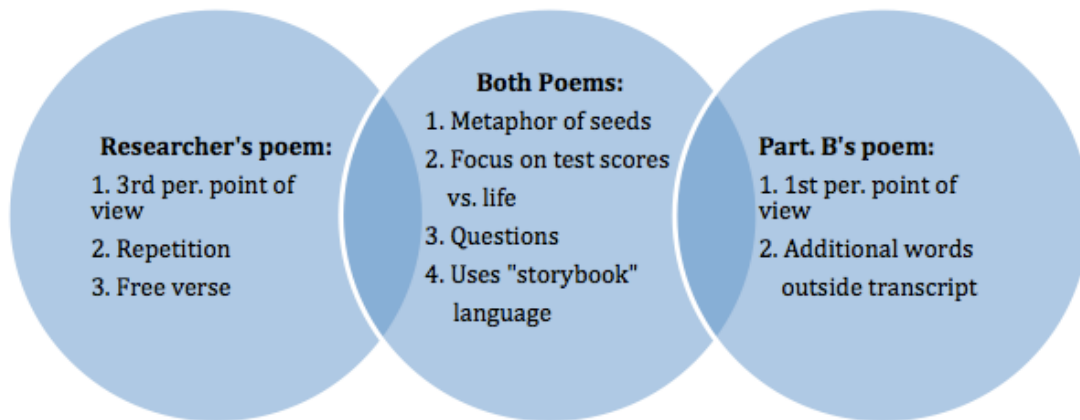 Researcher's poem:
1. 3rd per. point of
view
2. Repetition
3. Free verse
Both Poems:
1. Metaphor of seeds
2. Focus on test scores
vs. life
3. Questions
4. Uses "storybook"
language
Part. B's poem:
1. 1st per. point of
view
2. Additional words
outside transcript